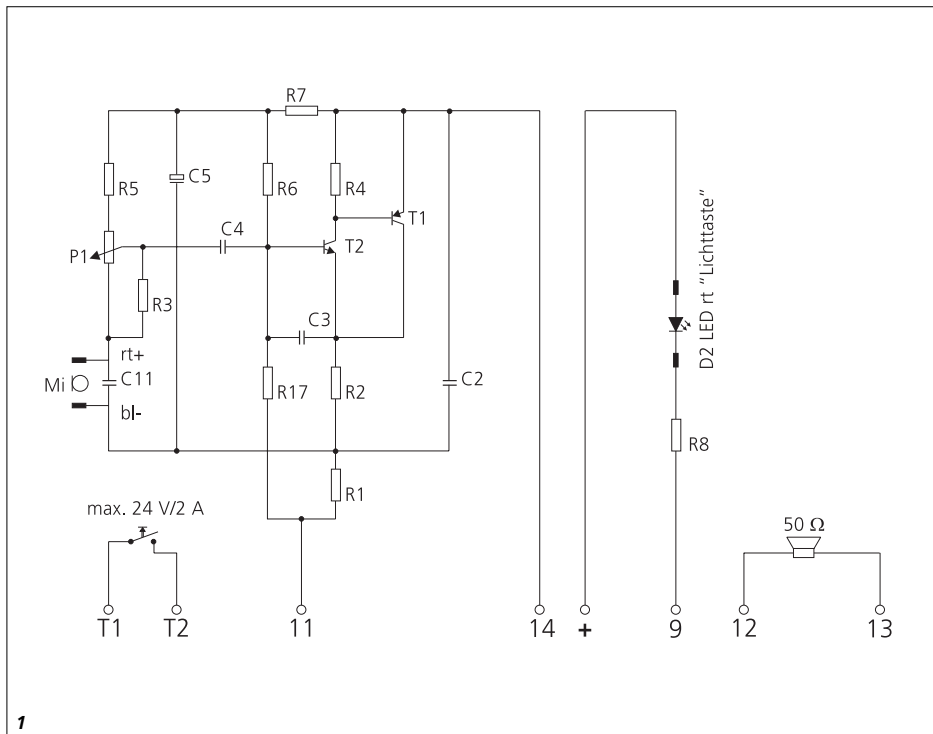 R7
R5
C5
R6
R4
T1
C4
T2
P1
R3
C3
rt+
Mi
C11
R17
R2
C2
bl-
R1
max. 24 V/2 A
D2 LED rt "Lichttaste"
R8
50 Ω
T1
T2
11
14
+
9
12
13
1